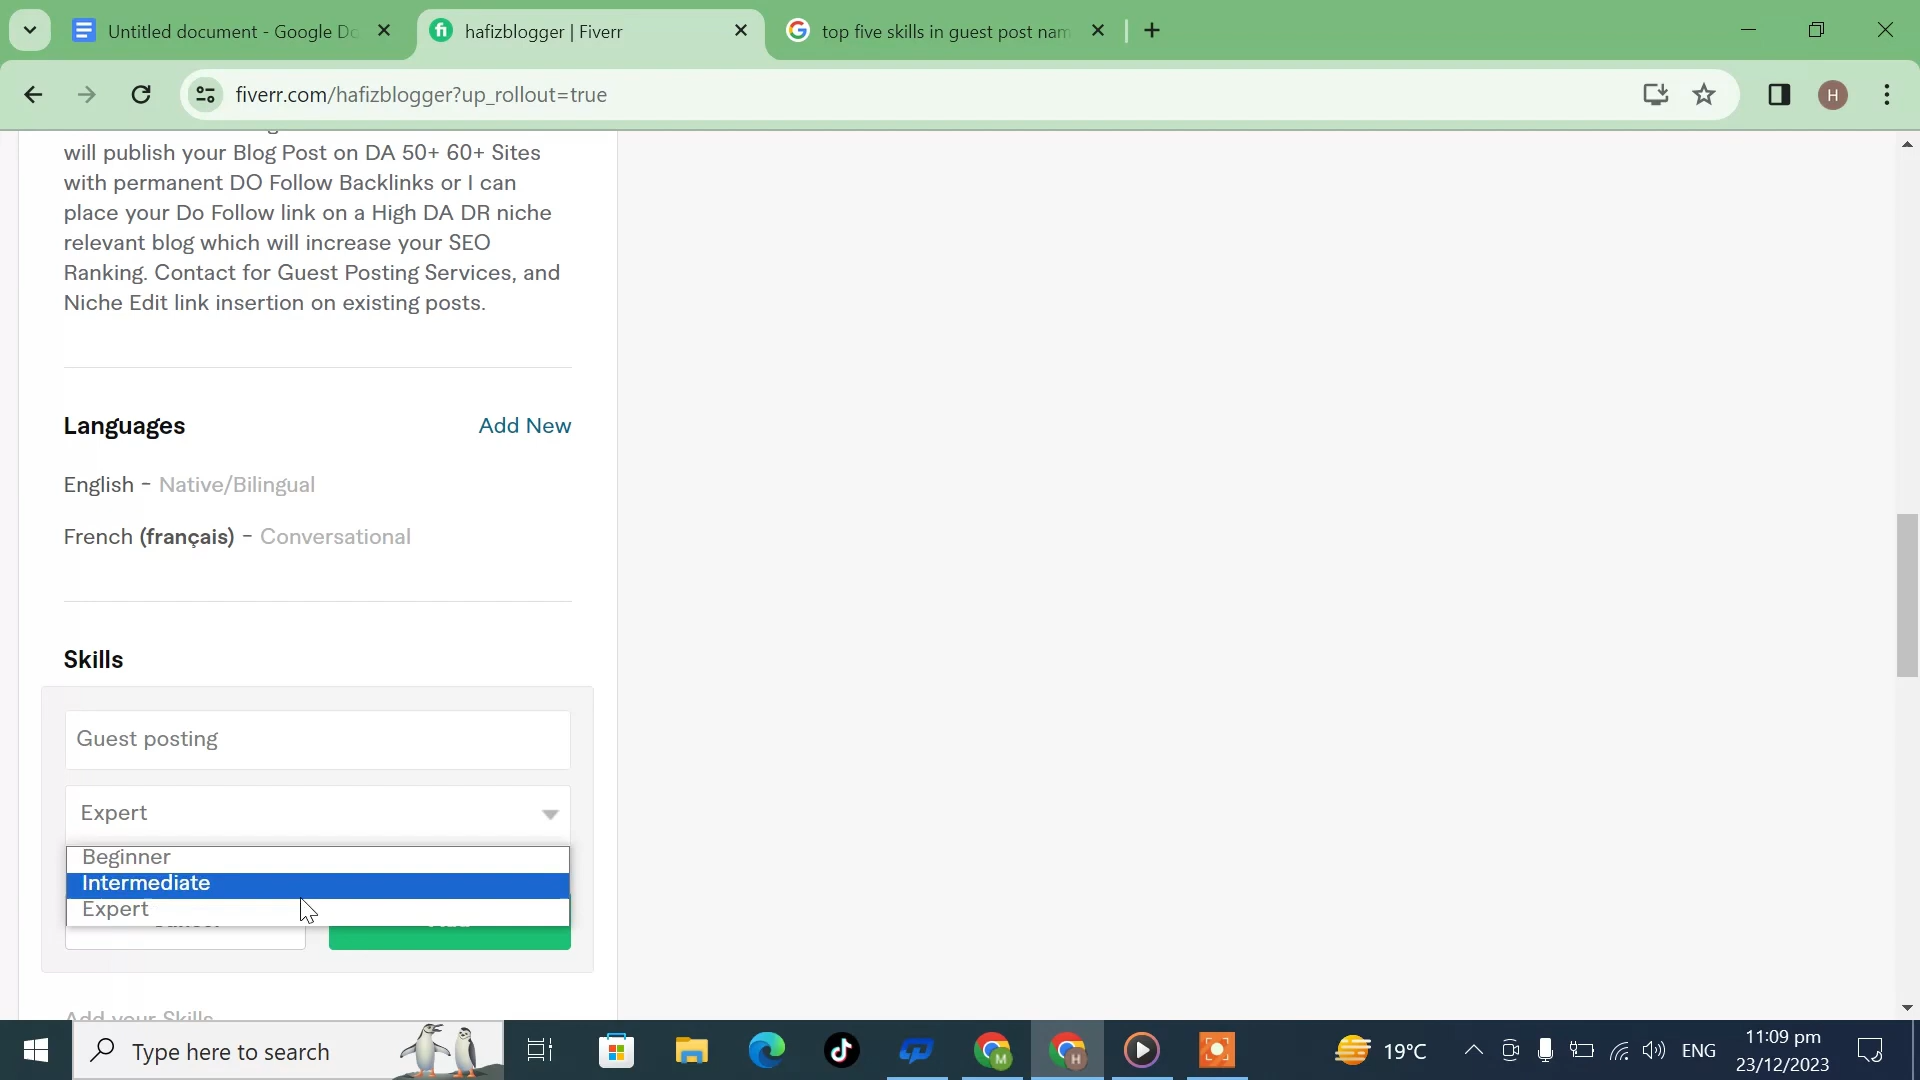 Untitled document - Google Do
hafizblogger | Fiverr
top five skills in guest post nam
fiverr.com/hafizblogger?up_rollout=true
H
will publish your Blog Post on DA 50+ 60+ Sites
with permanent DO Follow Backlinks or I can
place your Do Follow link on a High DA DR niche
relevant blog which will increase your SEO
Ranking. Contact for Guest Posting Services, and
Niche Edit link insertion on existing posts.
Languages
Add New
English - Native/Bilingual
French (français) - Conversational
Skills
Guest posting
Expert
Beginner
Intermediate
Expert
Add your Skills
Type here to search
M
H
19°C
ENG
11:09 pm
23/12/2023